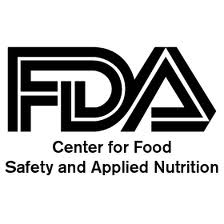 FDA
Center for Food
Safety and Applied Nutrition